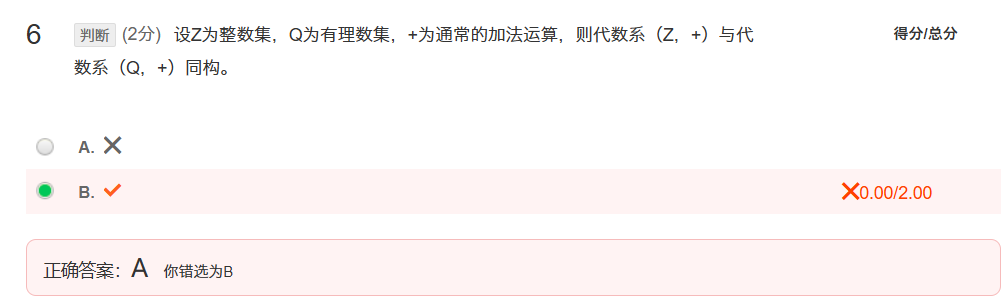 6 判断 (2分) 设Z为整数集，Q为有理数集，+为通常的加法运算，则代数系（Z，+）与代 得分/总分
数系（Q，+）同构。
A. ✕
B. ✓ ✕0.00/2.00
正确答案：A 你错选为B